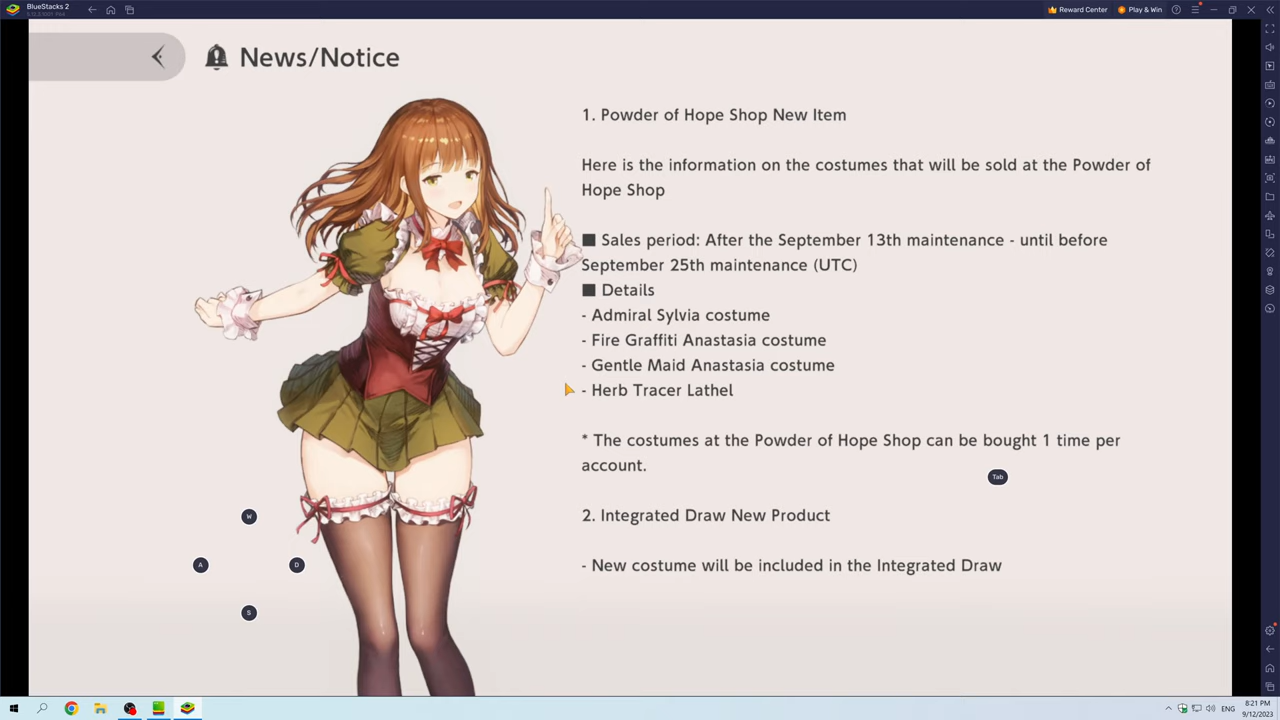 BlueStacks 2
Reward Center
Play & Win
News/Notice
1. Powder of Hope Shop New Item
Here is the information on the costumes that will be sold at the Powder of
Hope Shop
■ Sales period: After the September 13th maintenance - until before
September 25th maintenance (UTC)
■ Details
- Admiral Sylvia costume
- Fire Graffiti Anastasia costume
- Gentle Maid Anastasia costume
- Herb Tracer Lathel
* The costumes at the Powder of Hope Shop can be bought 1 time per
account.
Tab
2. Integrated Draw New Product
W
- New costume will be included in the Integrated Draw
A
D
S
ENG
8:21 PM
9/12/2023